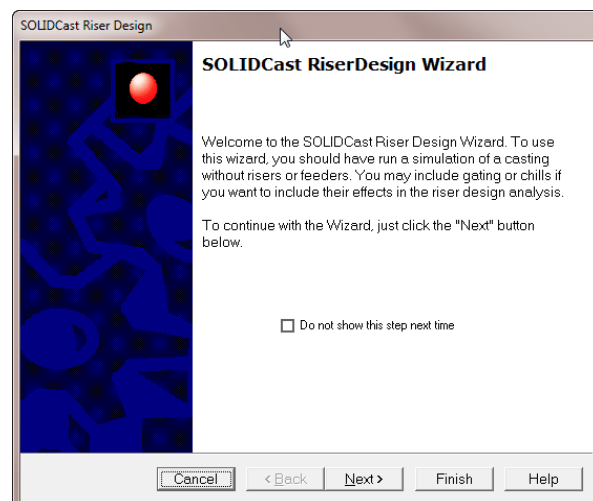 SOLIDCast Riser Design
SOLIDCast RiserDesign Wizard
Welcome to the SOLIDCast Riser Design Wizard. To use
this wizard, you should have run a simulation of a casting
without risers or feeders. You may include gating or chills if
you want to include their effects in the riser design analysis.
To continue with the Wizard, just click the "Next" button
below.
Do not show this step next time
Cancel < Back Next > Finish Help